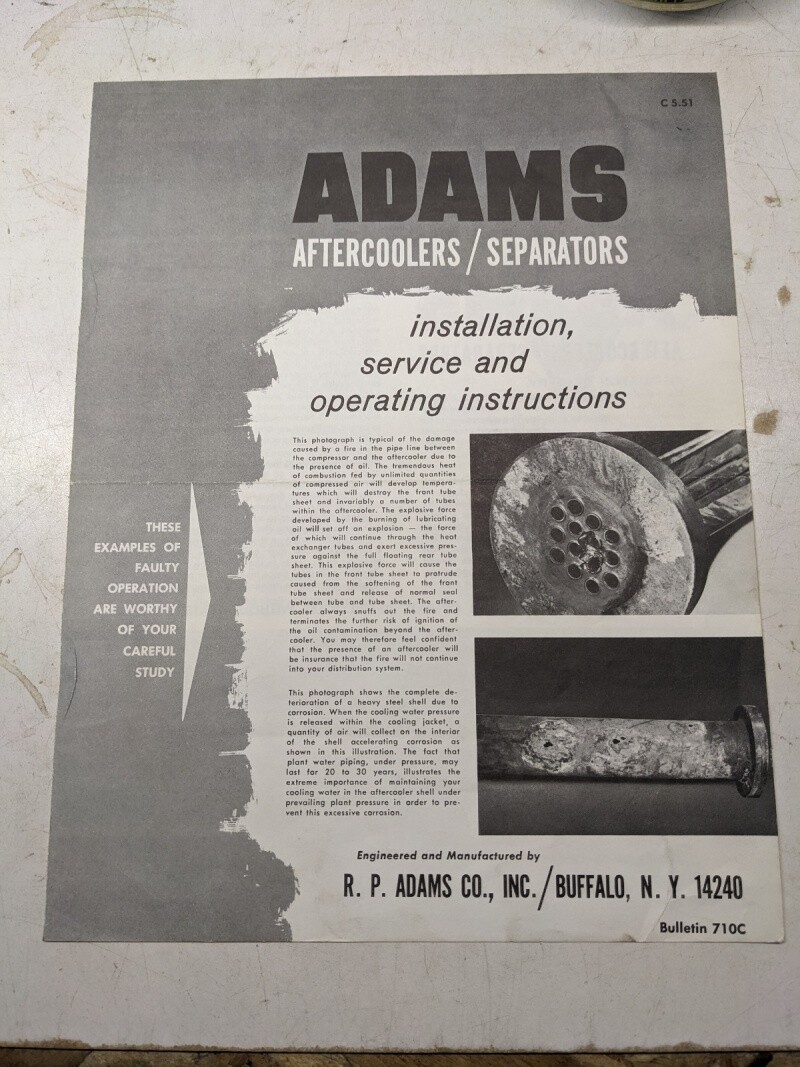 C 5.51
ADAMS
AFTERCOOLERS / SEPARATORS
installation,
service and
operating instructions
This photograph is typical of the damage
caused by a fire in the pipe line between
the compressor and the aftercooler due to
the presence of oil. The tremendous heat
of combustion fed by unlimited quantities
of compressed air will develop tempera-
tures which will destroy the front tube
sheet and invariably a number of tubes
within the aftercooler. The explosive force
developed by the burning of lubricating
oil will set off an explosion — the force
of which will continue through the heat
exchanger tubes and exert excessive pres-
sure against the full floating rear tube
sheet. This explosive force will cause the
tubes in the front tube sheet to protrude
caused from the softening of the front
tube sheet and release of normal seal
between tube and tube sheet. The after-
cooler always snuffs out the fire and
terminates the further risk of ignition of
the oil contamination beyond the after-
cooler. You may therefore feel confident
that the presence of an aftercooler will
be insurance that the fire will not continue
into your distribution system.
THESE
EXAMPLES OF
FAULTY
OPERATION
ARE WORTHY
OF YOUR
CAREFUL
STUDY
This photograph shows the complete de-
terioration of a heavy steel shell due to
corrosion. When the cooling water pressure
is released within the cooling jacket, a
quantity of air will collect on the interior
of the shell accelerating corrosion as
shown in this illustration. The fact that
plant water piping, under pressure, may
last for 20 to 30 years, illustrates the
extreme importance of maintaining your
cooling water in the aftercooler shell under
prevailing plant pressure in order to pre-
vent this excessive corrosion.
Engineered and Manufactured by
R. P. ADAMS CO., INC. / BUFFALO, N. Y. 14240
Bulletin 710C